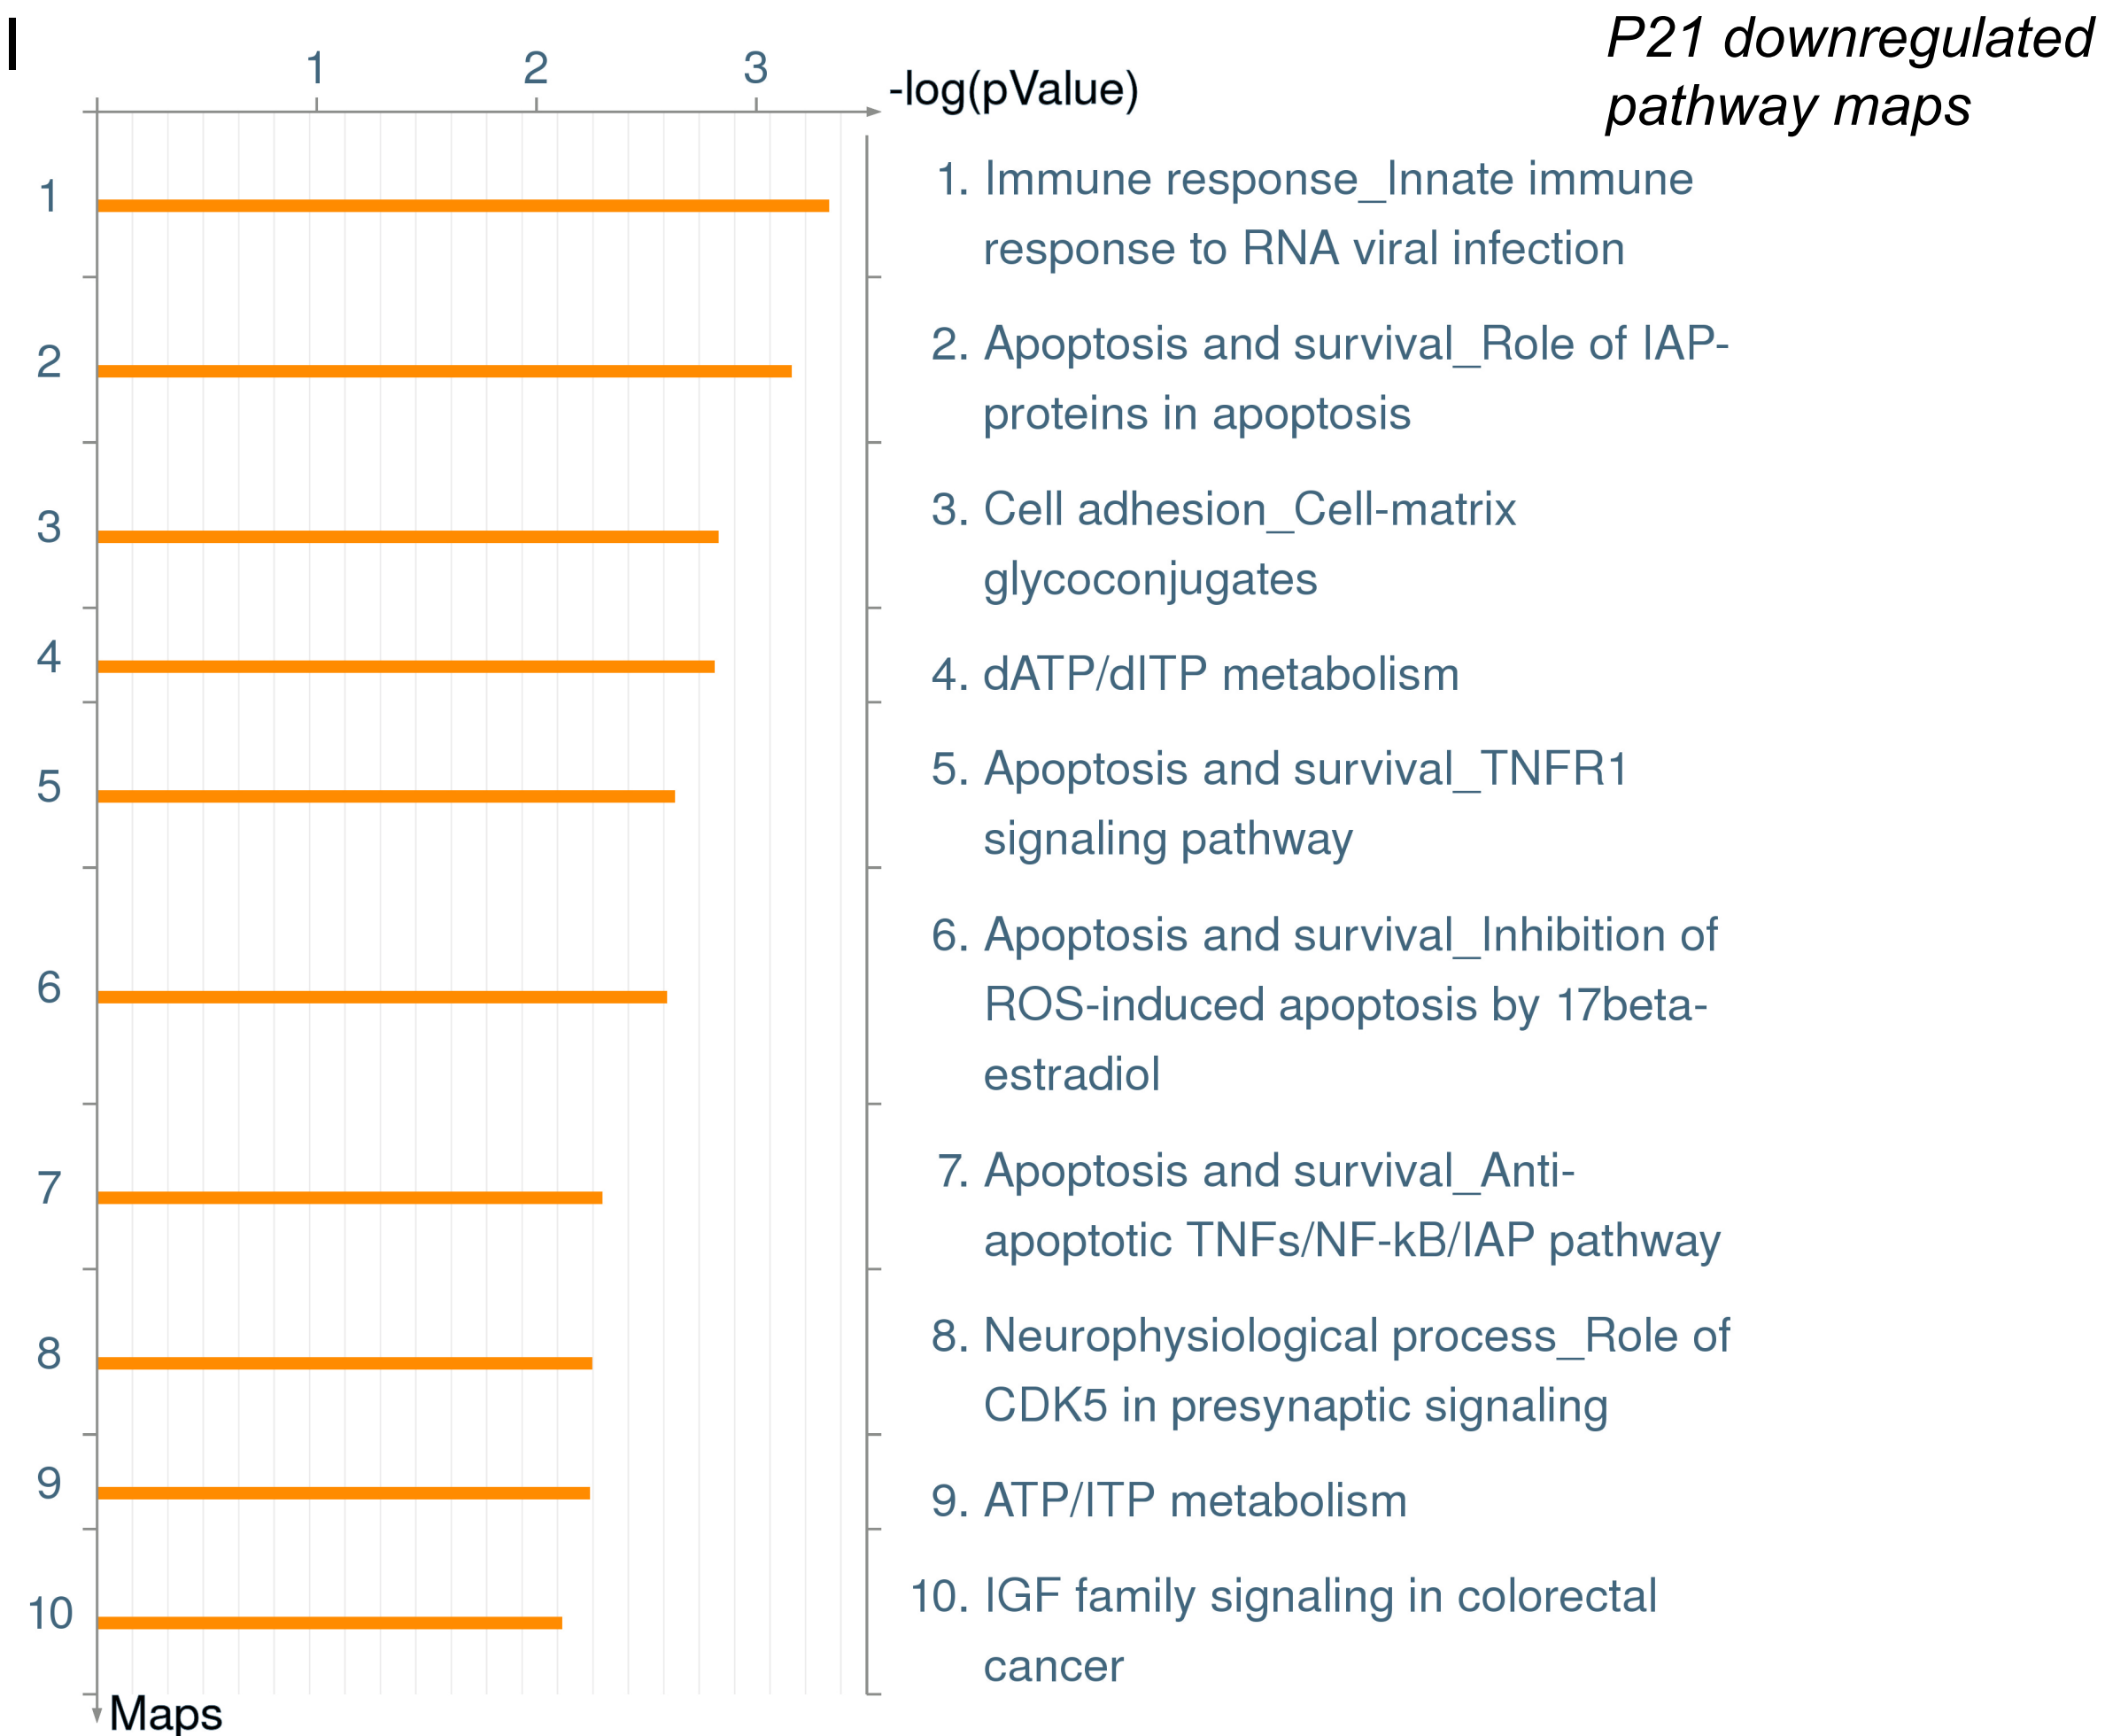 I
P21 downregulated
pathway maps
1 2 3
-log(pValue)
1
2
3
4
5
6
7
8
9
10
Maps
1. Immune response_Innate immune
response to RNA viral infection
2. Apoptosis and survival_Role of IAP-
proteins in apoptosis
3. Cell adhesion_Cell-matrix
glycoconjugates
4. dATP/dITP metabolism
5. Apoptosis and survival_TNFR1
signaling pathway
6. Apoptosis and survival_Inhibition of
ROS-induced apoptosis by 17beta-
estradiol
7. Apoptosis and survival_Anti-
apoptotic TNFs/NF-kB/IAP pathway
8. Neurophysiological process_Role of
CDK5 in presynaptic signaling
9. ATP/ITP metabolism
10. IGF family signaling in colorectal
cancer